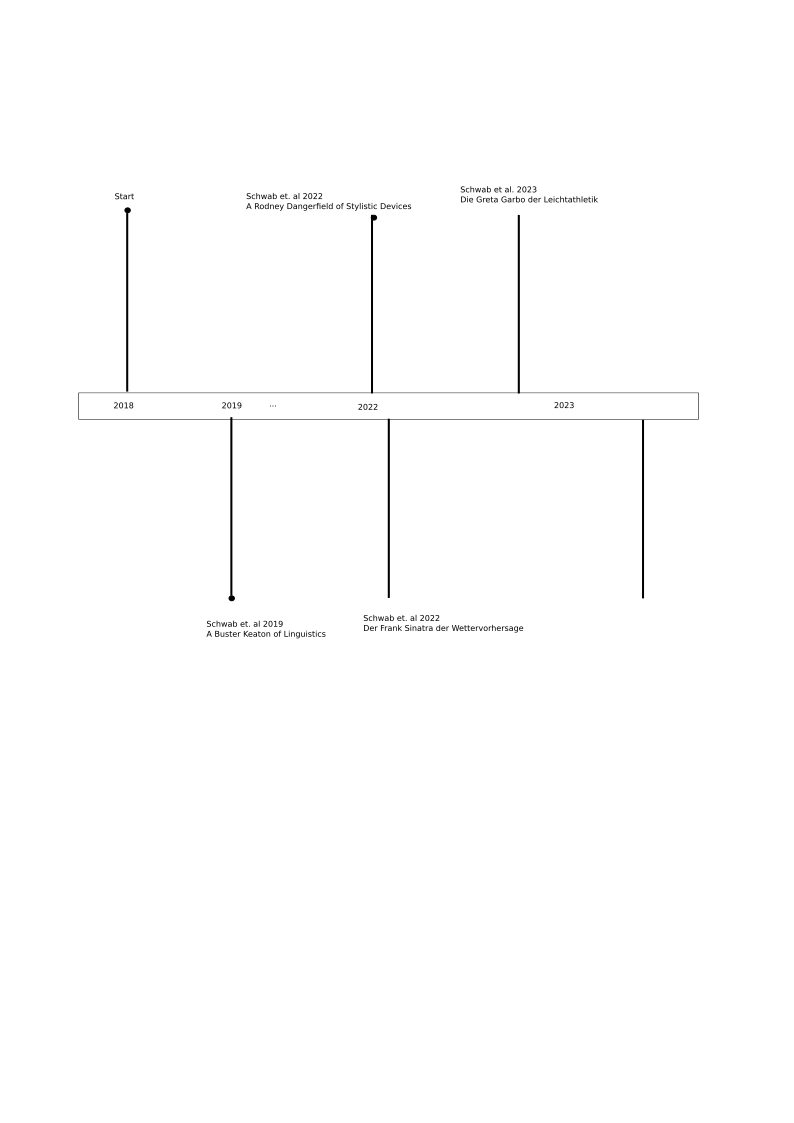 Start
Schwab et. al 2022
A Rodney Dangerfield of Stylistic Devices
Schwab et al. 2023
Die Greta Garbo der Leichtathletik
2018
2019
...
2022
2023
Schwab et. al 2019
A Buster Keaton of Linguistics
Schwab et. al 2022
Der Frank Sinatra der Wettervorhersage